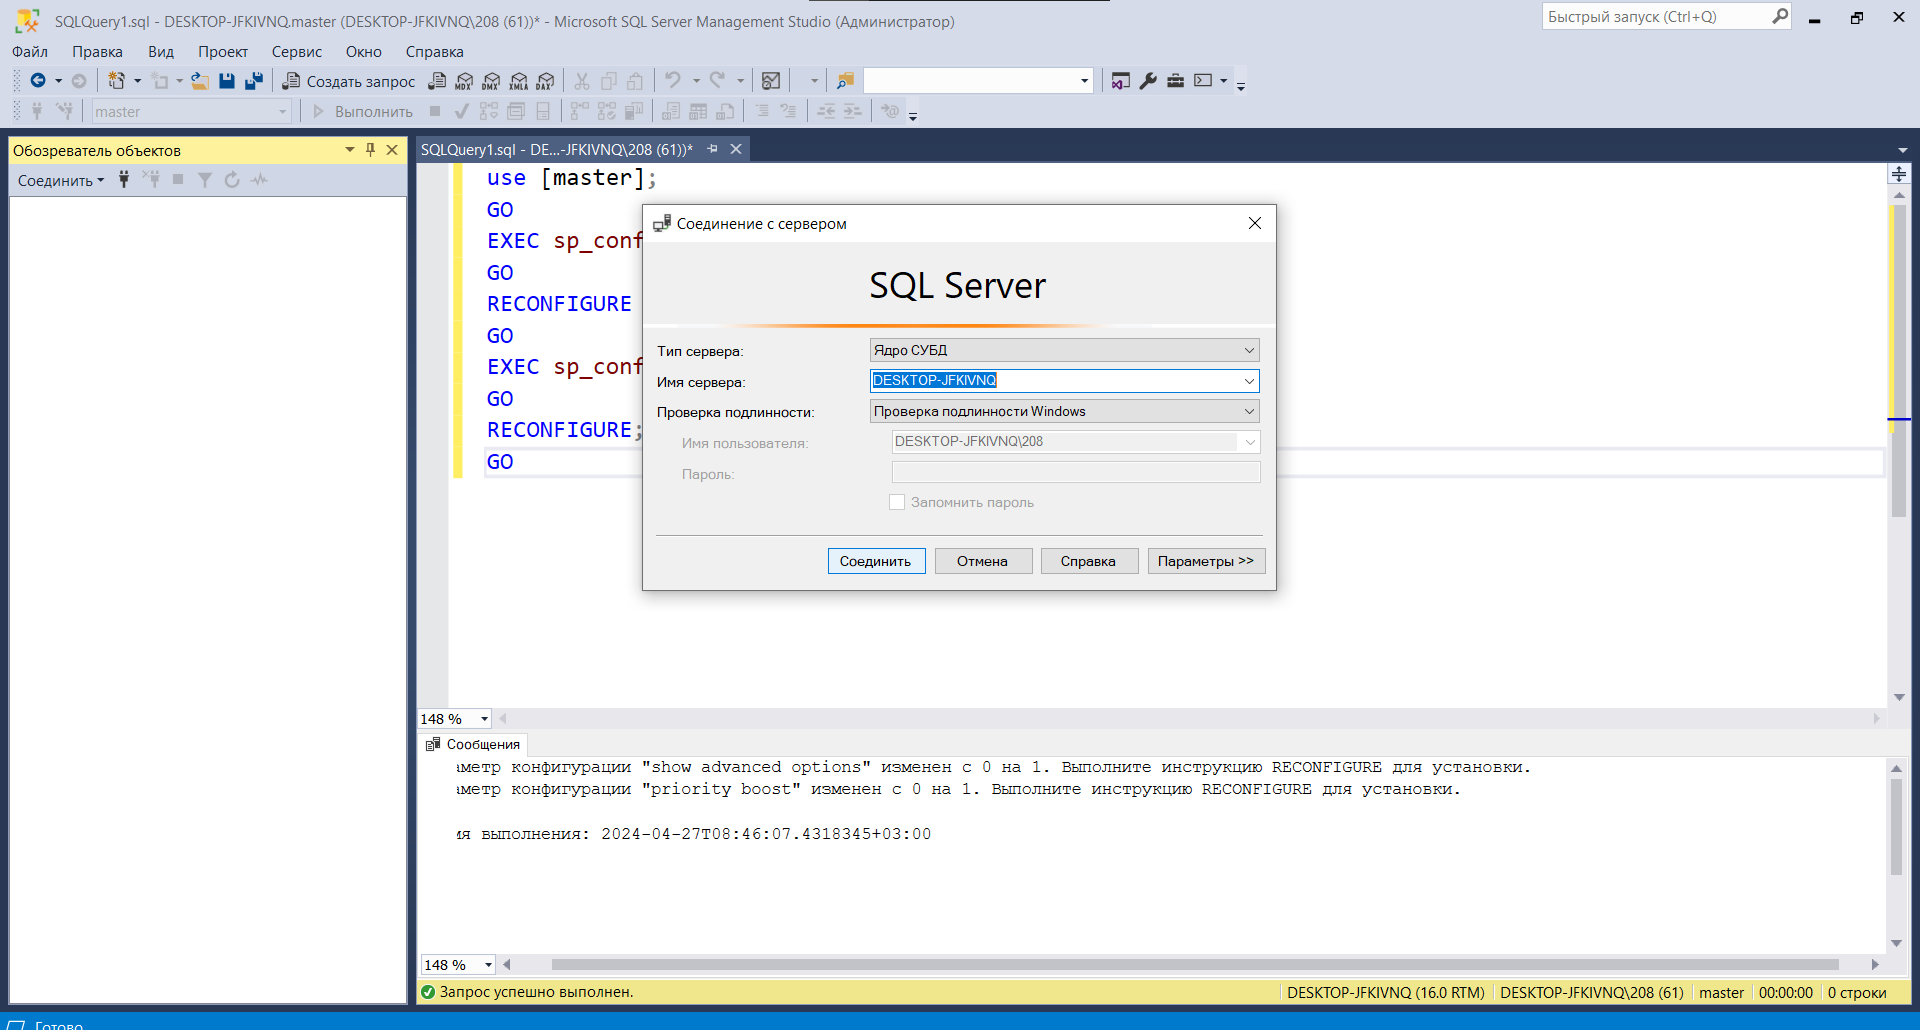 SQLQuery1.sql - DESKTOP-JFKIVNQ.master (DESKTOP-JFKIVNQ\208 (61))* - Microsoft SQL Server Management Studio (Администратор)
Быстрый запуск (Ctrl+Q)
Файл Правка Вид Проект Сервис Окно Справка
Создать запрос MDX DMX XMLA DAX
master Выполнить
Обозреватель объектов
Соединить
SQLQuery1.sql - DE...-JFKIVNQ\208 (61))*
use [master];
GO
EXEC sp_conf
GO
RECONFIGURE
GO
EXEC sp_conf
GO
RECONFIGURE;
GO
Соединение с сервером
SQL Server
Тип сервера: Ядро СУБД
Имя сервера: DESKTOP-JFKIVNQ
Проверка подлинности: Проверка подлинности Windows
Имя пользователя: DESKTOP-JFKIVNQ\208
Пароль:
Запомнить пароль
Соединить Отмена Справка Параметры >>
148 %
Сообщения
аметр конфигурации "show advanced options" изменен с 0 на 1. Выполните инструкцию RECONFIGURE для установки.
аметр конфигурации "priority boost" изменен с 0 на 1. Выполните инструкцию RECONFIGURE для установки.
мя выполнения: 2024-04-27T08:46:07.4318345+03:00
148 %
Запрос успешно выполнен.
DESKTOP-JFKIVNQ (16.0 RTM) DESKTOP-JFKIVNQ\208 (61) master 00:00:00 0 строки
Готово